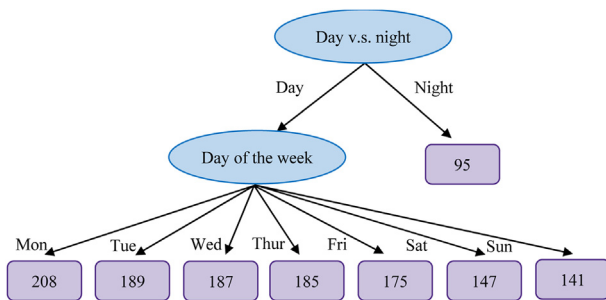 Day v.s. night
Day
Night
Day of the week
95
Mon
Tue
Wed
Thur
Fri
Sat
Sun
208
189
187
185
175
147
141